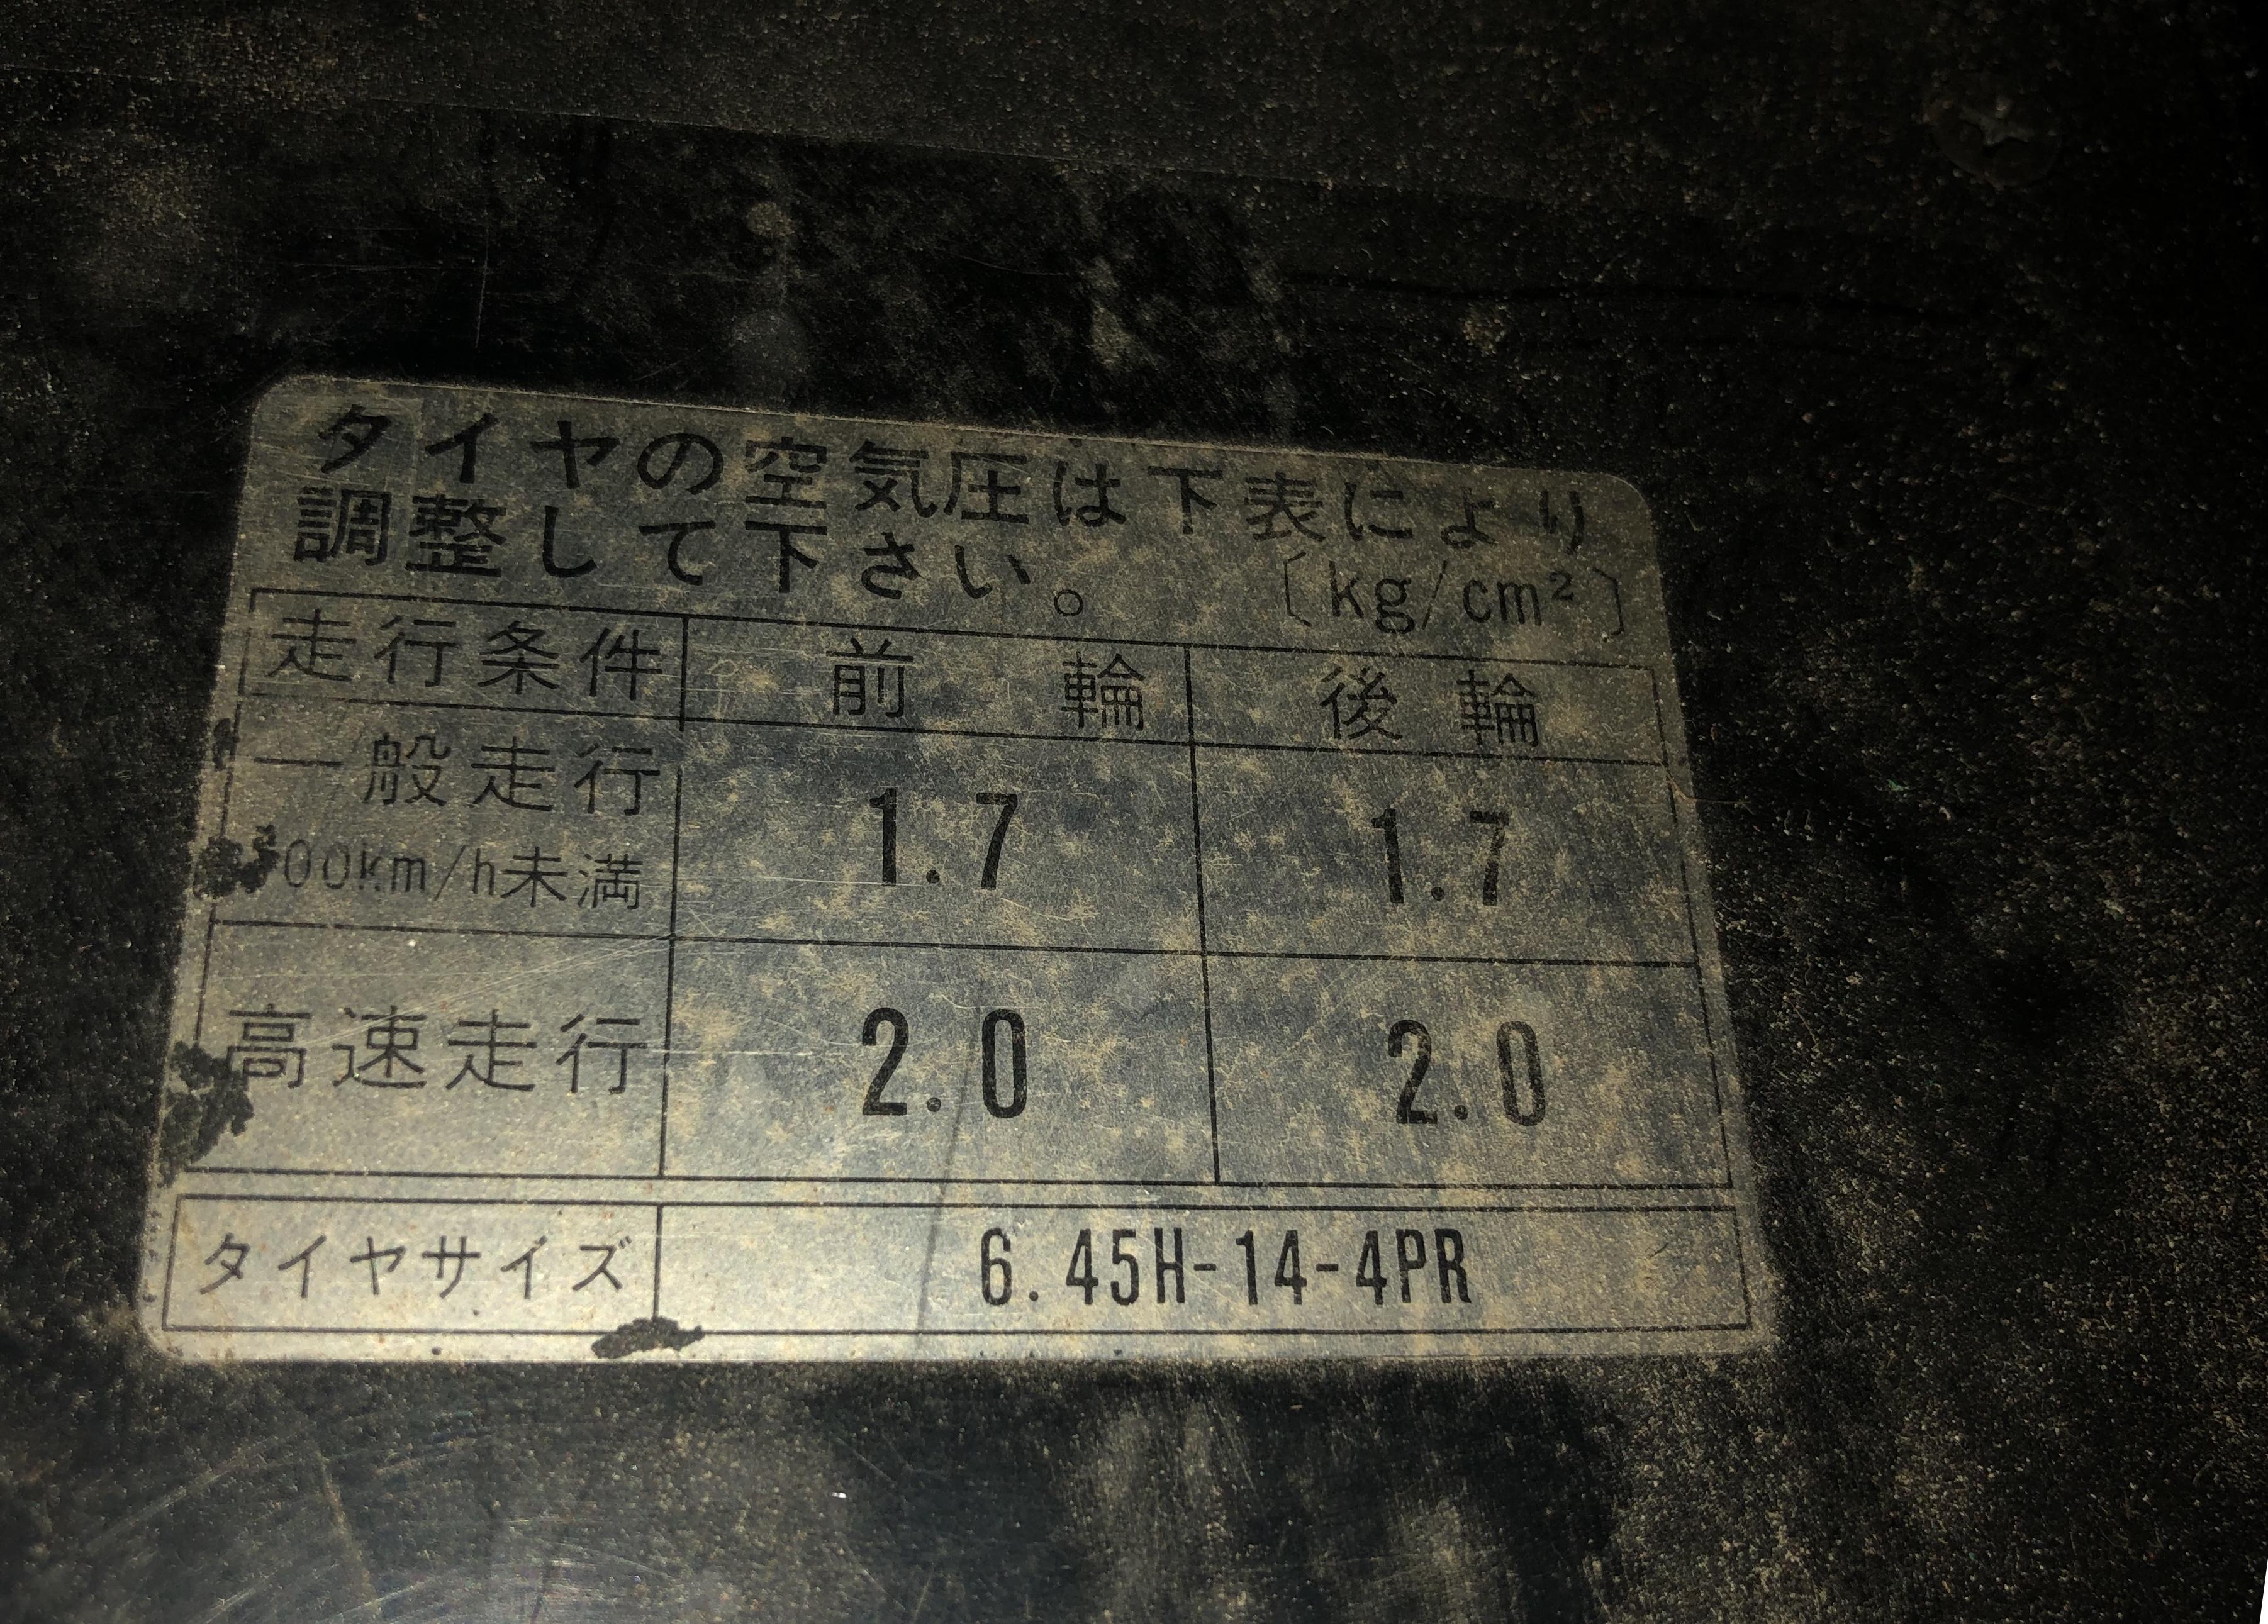 タイヤの空気圧は下表により
調整して下さい。 〔kg/cm²〕
走行条件 前輪 後輪
一般走行 1.7 1.7
00km/h未満
高速走行 2.0 2.0
タイヤサイズ 6.45H-14-4PR